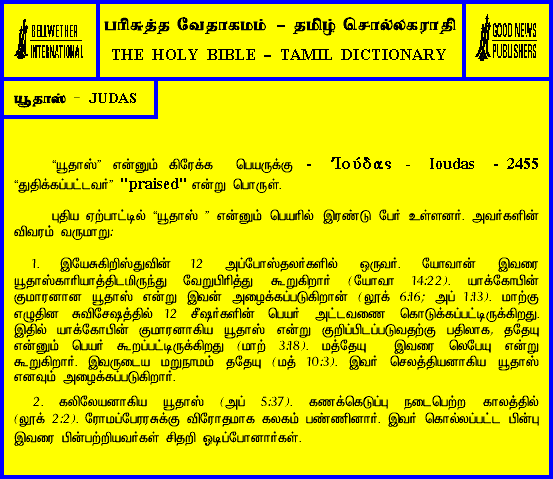 BELLWETHER
INTERNATIONAL
பரிசுத்த வேதாகமம் - தமிழ் சொல்லகராதி
THE HOLY BIBLE - TAMIL DICTIONARY
GOOD NEWS
PUBLISHERS
யூதாஸ் - JUDAS
“யூதாஸ்” என்னும் கிரேக்க பெயருக்கு - Ἰούδας - Ioudas - 2455
“துதிக்கப்பட்டவர்” "praised" என்று பொருள்.
புதிய ஏற்பாட்டில் “யூதாஸ் ” என்னும் பெயரில் இரண்டு பேர் உள்ளனர். அவர்களின்
விவரம் வருமாறு:
1. இயேசுகிறிஸ்துவின் 12 அப்போஸ்தலர்களில் ஒருவர். யோவான் இவரை
யூதாஸ்காரியாத்திடமிருந்து வேறுபிரித்து கூறுகிறார் (யோவா 14:22). யாக்கோபின்
குமாரனான யூதாஸ் என்று இவன் அழைக்கப்படுகிறான் (லூக் 6:16; அப் 1:13). மாற்கு
எழுதின சுவிசேஷத்தில் 12 சீஷர்களின் பெயர் அட்டவணை கொடுக்கப்பட்டிருக்கிறது.
இதில் யாக்கோபின் குமாரனாகிய யூதாஸ் என்று குறிப்பிடப்படுவதற்கு பதிலாக, ததேயு
என்னும் பெயர் கூறப்பட்டிருக்கிறது (மாற் 3:18). மத்தேயு இவரை லெபேயு என்று
கூறுகிறார். இவருடைய மறுநாமம் ததேயு (மத் 10:3). இவர் செலத்தியனாகிய யூதாஸ்
எனவும் அழைக்கப்படுகிறார்.
2. கலிலேயனாகிய யூதாஸ் (அப் 5:37). கணக்கெடுப்பு நடைபெற்ற காலத்தில்
(லூக் 2:2). ரோமப்பேரரசுக்கு விரோதமாக கலகம் பண்ணினார். இவர் கொல்லப்பட்ட பின்பு
இவரை பின்பற்றியவர்கள் சிதறி ஓடிப்போனார்கள்.